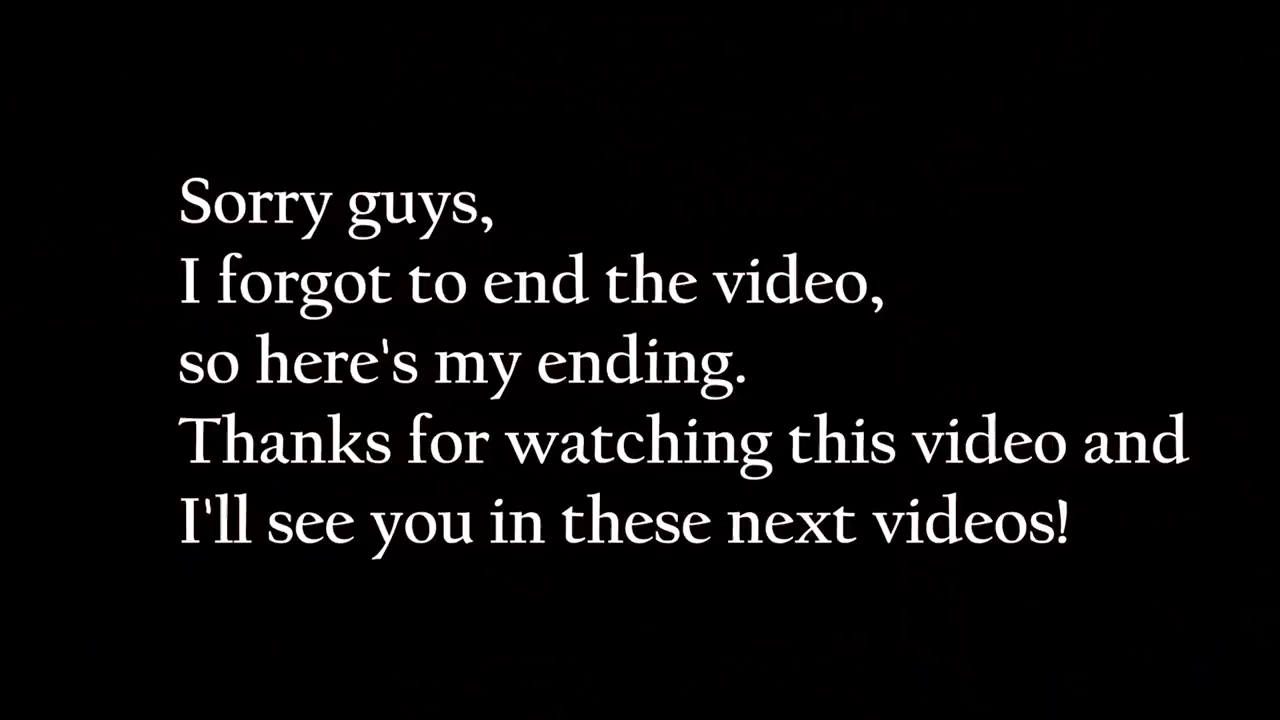 Sorry guys,
I forgot to end the video,
so here's my ending.
Thanks for watching this video and
I'll see you in these next videos!